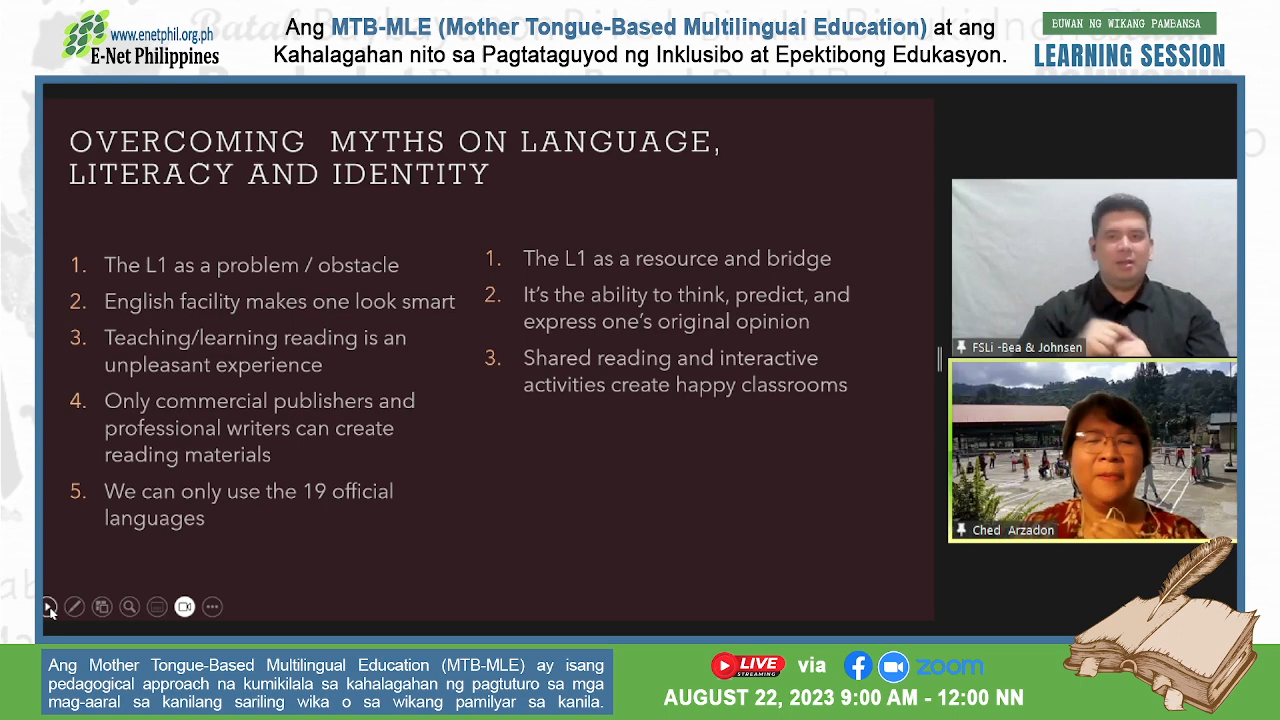 www.enetphil.org.ph
E-Net Philippines
Ang MTB-MLE (Mother Tongue-Based Multilingual Education) at ang
Kahalagahan nito sa Pagtataguyod ng Inklusibo at Epektibong Edukasyon.
BUWAN NG WIKANG PAMBANSA
LEARNING SESSION
OVERCOMING MYTHS ON LANGUAGE,
LITERACY AND IDENTITY
1. The L1 as a problem / obstacle
2. English facility makes one look smart
3. Teaching/learning reading is an
unpleasant experience
4. Only commercial publishers and
professional writers can create
reading materials
5. We can only use the 19 official
languages
1. The L1 as a resource and bridge
2. It's the ability to think, predict, and
express one's original opinion
3. Shared reading and interactive
activities create happy classrooms
FSLi -Bea & Johnsen
Ched Arzadon
Ang Mother Tongue-Based Multilingual Education (MTB-MLE) ay isang
pedagogical approach na kumikilala sa kahalagahan ng pagtuturo sa mga
mag-aaral sa kanilang sariling wika o sa wikang pamilyar sa kanila.
LIVE
STREAMING
via
zoom
AUGUST 22, 2023 9:00 AM - 12:00 NN